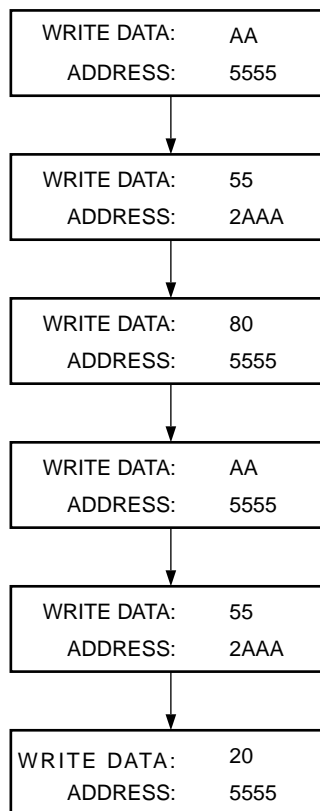 WRITE DATA: AA
ADDRESS: 5555
WRITE DATA: 55
ADDRESS: 2AAA
WRITE DATA: 80
ADDRESS: 5555
WRITE DATA: AA
ADDRESS: 5555
WRITE DATA: 55
ADDRESS: 2AAA
WRITE DATA: 20
ADDRESS: 5555